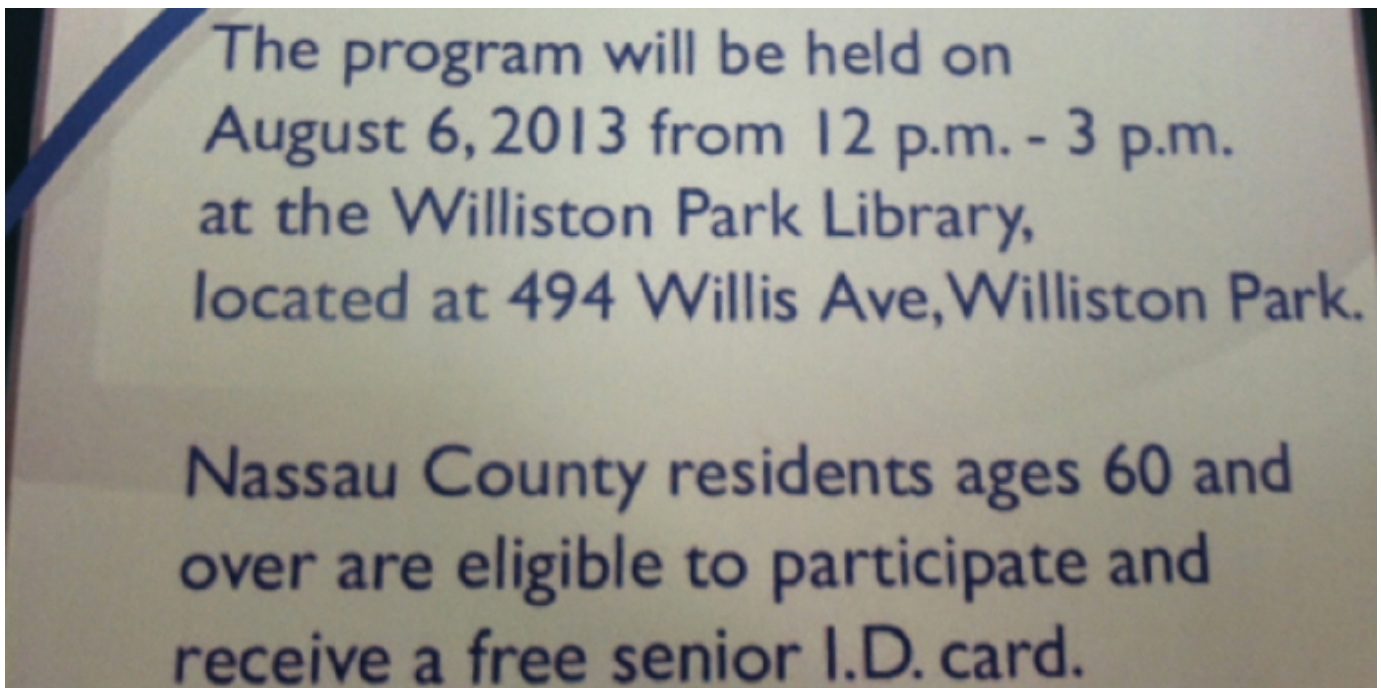 The program will be held on
August 6, 2013 from 12 p.m. - 3 p.m.
at the Williston Park Library,
located at 494 Willis Ave, Williston Park.
Nassau County residents ages 60 and
over are eligible to participate and
receive a free senior I.D. card.